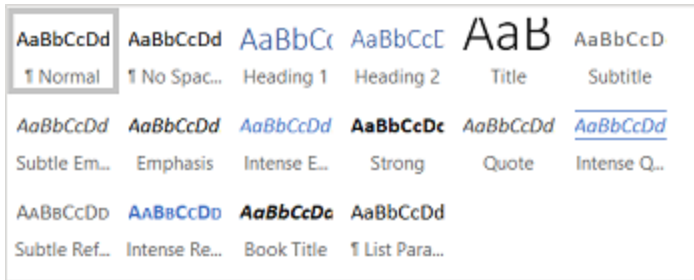 AaBbCcDd AaBbCcDd AaBbC AaBbCc AaB AaBbCcD
¶ Normal ¶ No Spac... Heading 1 Heading 2 Title Subtitle
AaBbCcDd AaBbCcDd AaBbCcDd AaBbCcDc AaBbCcDd AaBbCcDd
Subtle Em... Emphasis Intense E... Strong Quote Intense Q...
AaBbCcDd AaBbCcDd AaBbCcDd AaBbCcDd
Subtle Ref... Intense Re... Book Title ¶ List Para...